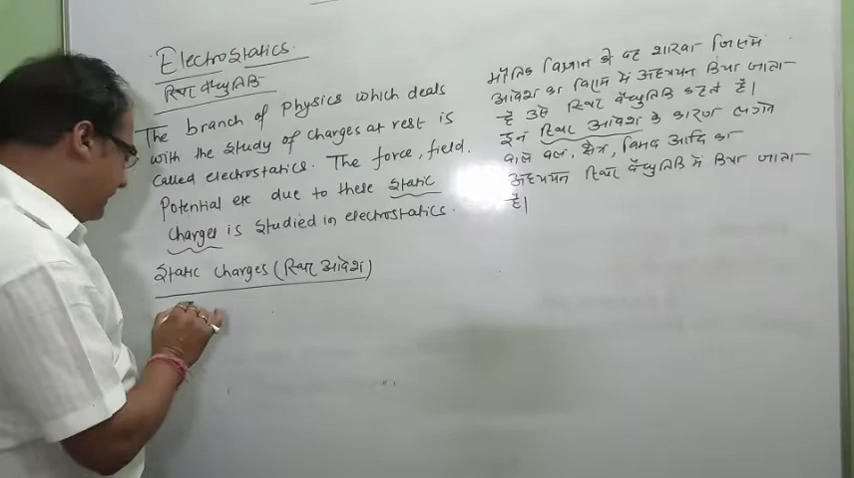 Electrostatics.
स्थिर वैद्युतिकि
The branch of physics which deals
with the study of charges at rest is
called electrostatics. The force, field.
Potential etc due to these static
charges is studied in electrostatics.
Static charges (स्थिर आवेश)
भौतिक विज्ञान की वह शाखा जिसमे
आवेश का विराम में अध्ययन किया जाता
है उसे स्थिर वैद्युतिकि कहते हैं।
इन स्थिर आवेश के कारण लगने
वाले बल, क्षेत्र, विभव आदि का
अध्ययन स्थिर वैद्युतिकि में किया जाता
है।